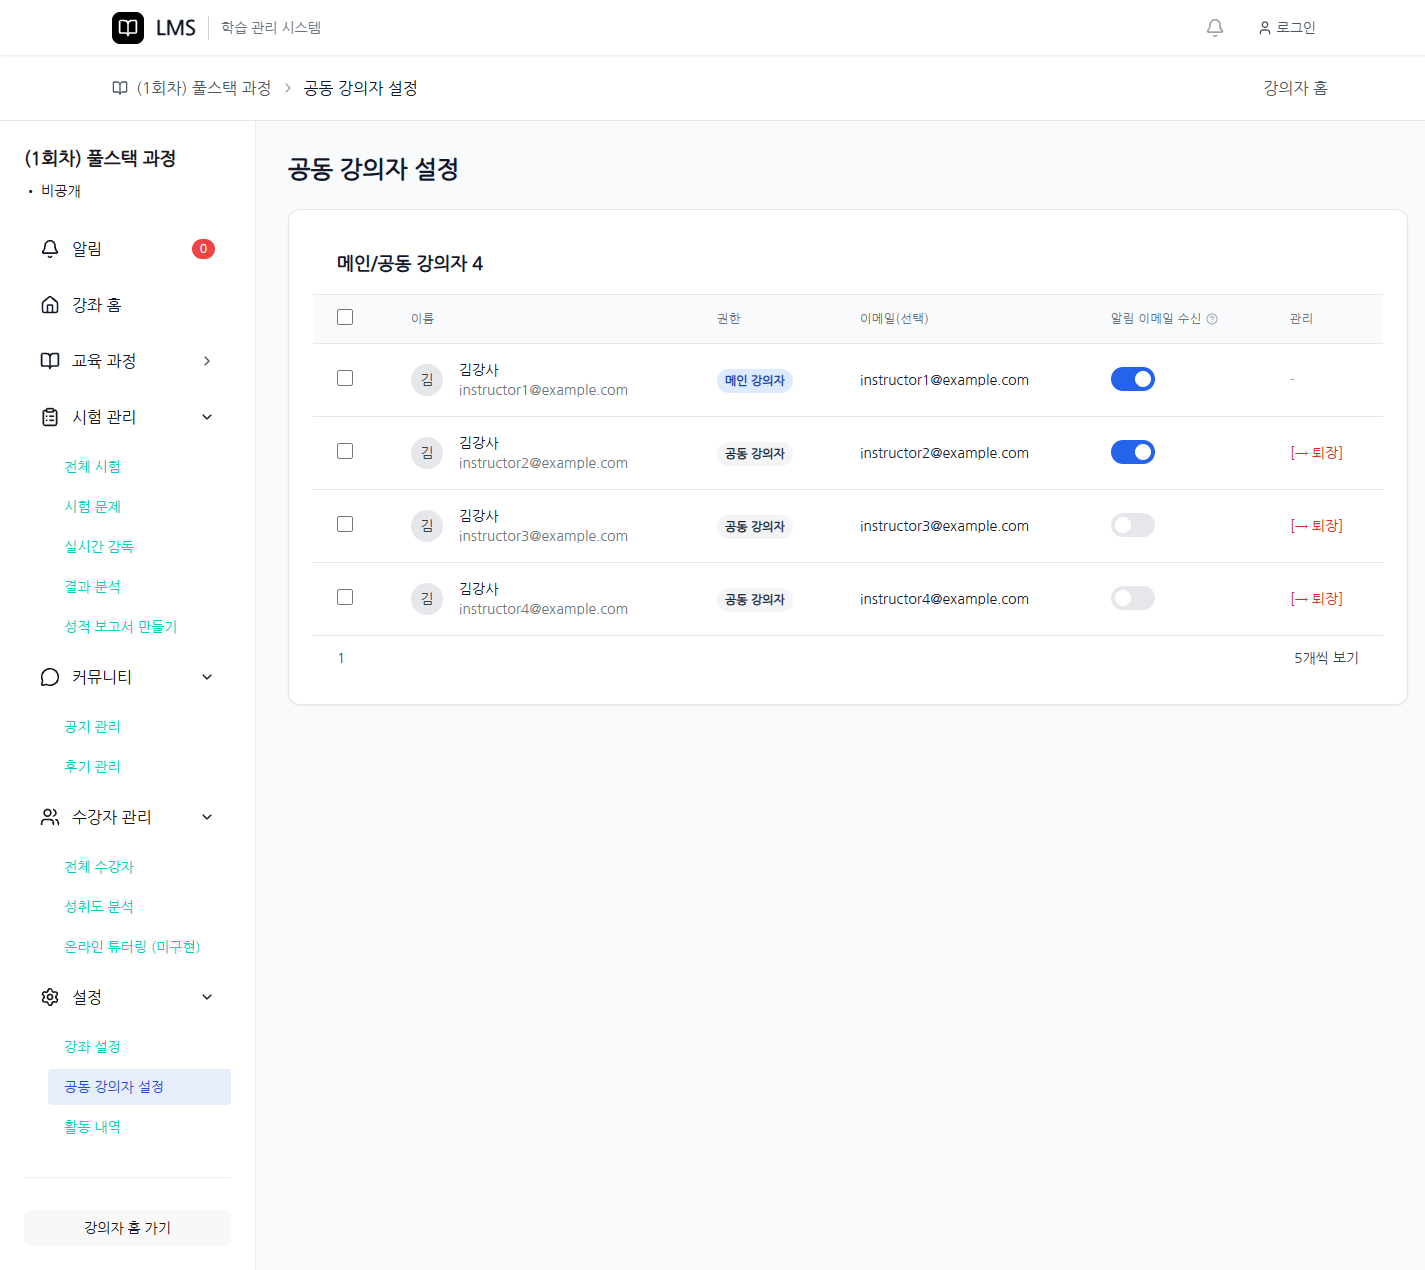 LMS 학습 관리 시스템 로그인
(1회차) 풀스택 과정 > 공동 강의자 설정 강의자 홈
(1회차) 풀스택 과정
• 비공개
알림 0
강좌 홈
교육 과정
시험 관리
전체 시험
시험 문제
실시간 감독
결과 분석
성적 보고서 만들기
커뮤니티
공지 관리
후기 관리
수강자 관리
전체 수강자
성취도 분석
온라인 튜터링 (미구현)
설정
강좌 설정
공동 강의자 설정
활동 내역
강의자 홈 가기
공동 강의자 설정
메인/공동 강의자 4
이름 권한 이메일(선택) 알림 이메일 수신 ? 관리
김 김강사 메인 강의자 instructor1@example.com -
instructor1@example.com
김 김강사 공동 강의자 instructor2@example.com [→ 퇴장]
instructor2@example.com
김 김강사 공동 강의자 instructor3@example.com [→ 퇴장]
instructor3@example.com
김 김강사 공동 강의자 instructor4@example.com [→ 퇴장]
instructor4@example.com
1 5개씩 보기